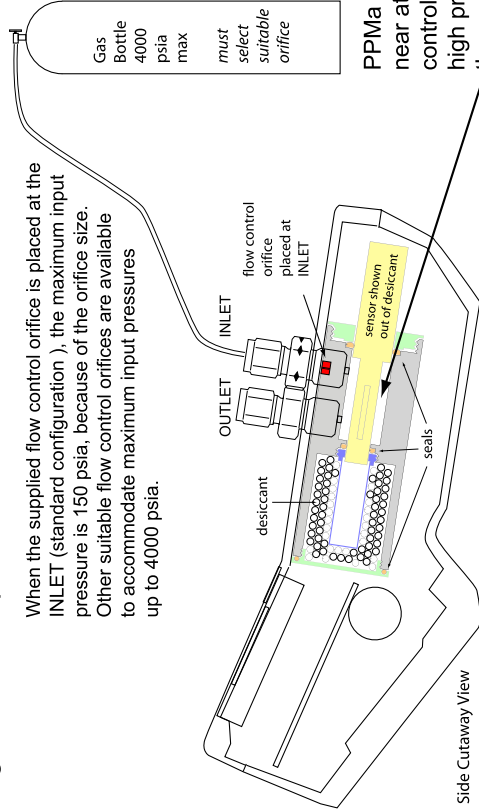 When the supplied flow control orifice is placed at the
INLET (standard configuration ), the maximum input
pressure is 150 psia, because of the orifice size.
Other suitable flow control orifices are available
to accommodate maximum input pressures
up to 4000 psia.
Gas
Bottle
4000
psia
max
must
select
suitable
orifice
PPMa
near at
control
high pr
OUTLET
INLET
flow control
orifice
placed at
INLET
desiccant
sensor shown
out of desiccant
seals
Side Cutaway View